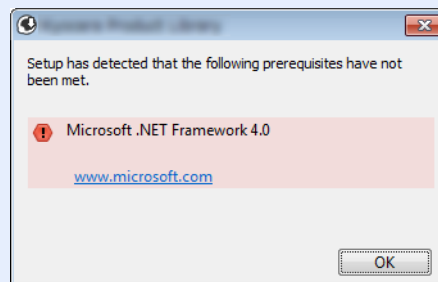 Setup has detected that the following prerequisites have not
been met.
Microsoft .NET Framework 4.0
www.microsoft.com
OK